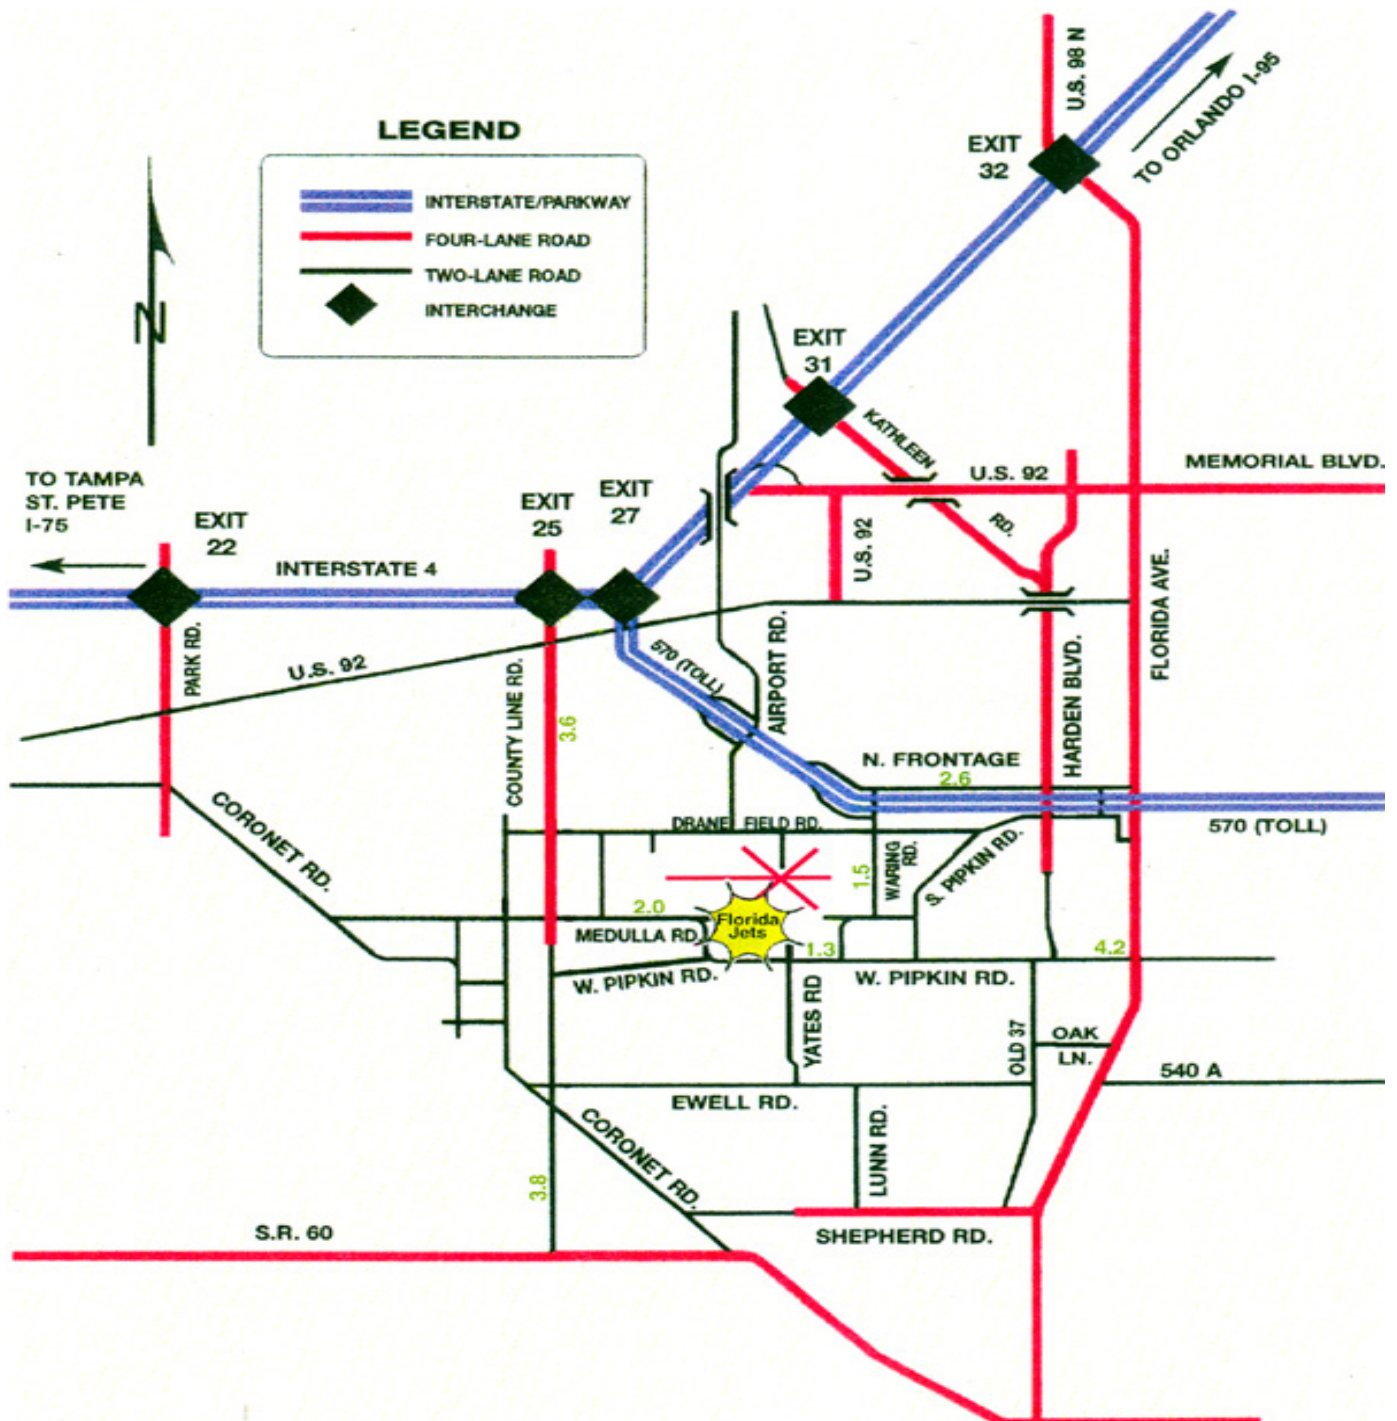 U.S. 98 N
TO ORLANDO I-95
LEGEND
INTERSTATE/PARKWAY
FOUR-LANE ROAD
TWO-LANE ROAD
INTERCHANGE
N
EXIT
32
EXIT
31
KATHLEEN
RD.
U.S. 92
MEMORIAL BLVD.
TO TAMPA
ST. PETE
I-75
EXIT
22
EXIT
25
EXIT
27
INTERSTATE 4
U.S. 92
FLORIDA AVE.
PARK RD.
U.S. 92
COUNTY LINE RD.
3.6
570 (TOLL)
AIRPORT RD.
HARDEN BLVD.
N. FRONTAGE
2.6
570 (TOLL)
CORONET RD.
DRANE FIELD RD.
WARING
RD.
1.5
S. PIPKIN RD.
2.0
Florida
Jets
MEDULLA RD.
1.3
4.2
W. PIPKIN RD.
W. PIPKIN RD.
YATES RD
OLD 37
OAK
LN.
540 A
EWELL RD.
LUNN RD.
CORONET RD.
3.8
S.R. 60
SHEPHERD RD.